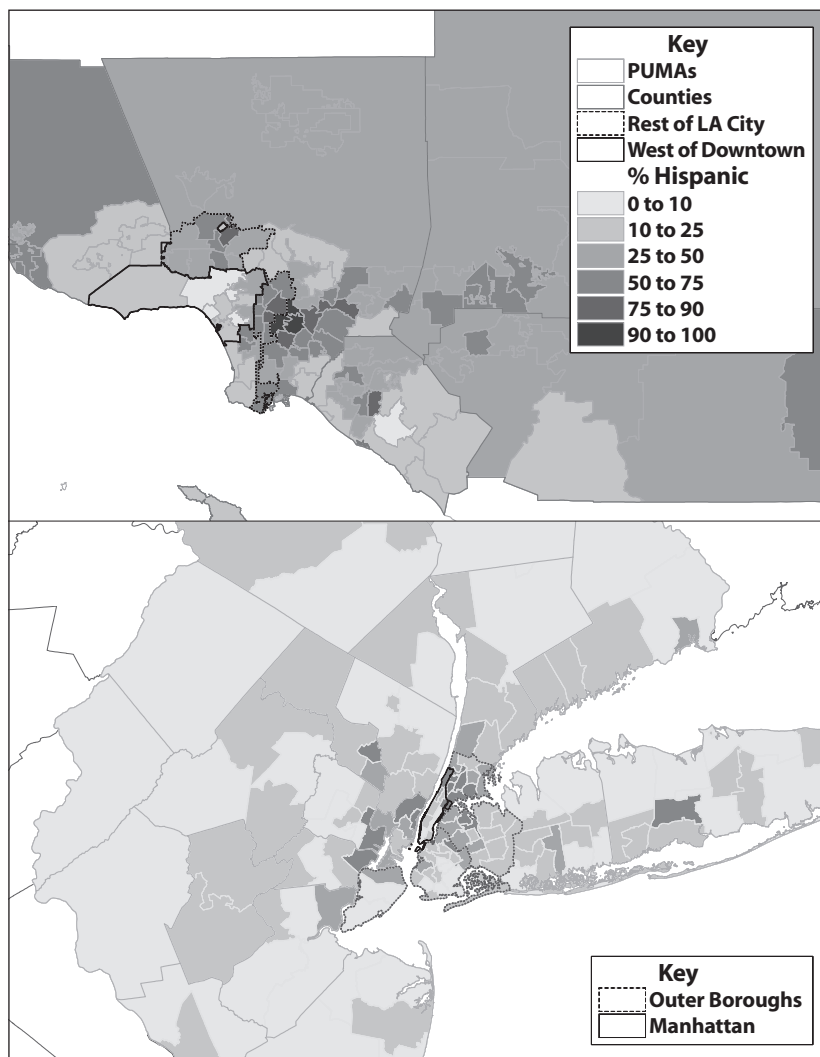 Key
PUMAs
Counties
Rest of LA City
West of Downtown
% Hispanic
0 to 10
10 to 25
25 to 50
50 to 75
75 to 90
90 to 100
Key
Outer Boroughs
Manhattan